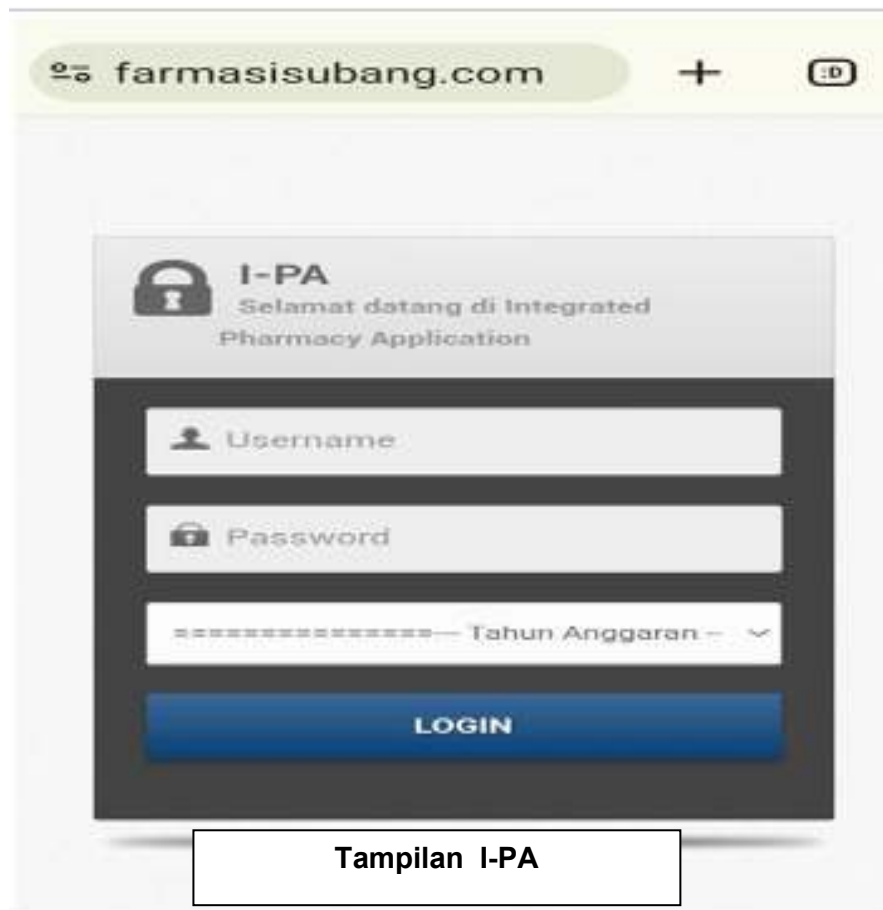 farmasisubang.com
:D
I-PA
Selamat datang di Integrated
Pharmacy Application
Username
Password
===============--- Tahun Anggaran --
LOGIN
Tampilan I-PA